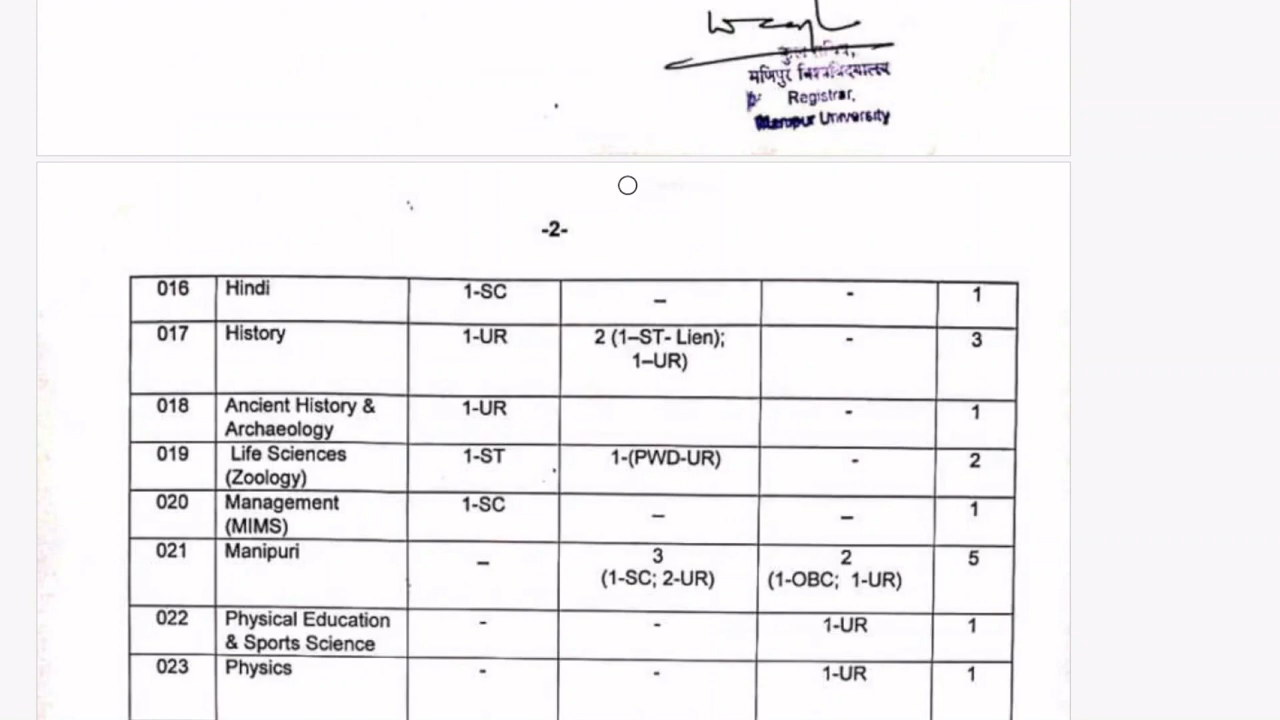 कुलसचिव,
मणिपुर विश्वविद्यालय
Registrar,
Manipur University
-2-
016 Hindi 1-SC – - 1
017 History 1-UR 2 (1–ST- Lien); - 3
1–UR)
018 Ancient History & 1-UR - 1
Archaeology
019 Life Sciences 1-ST 1-(PWD-UR) - 2
(Zoology)
020 Management 1-SC – – 1
(MIMS)
021 Manipuri – 3 2 5
(1-SC; 2-UR) (1-OBC; 1-UR)
022 Physical Education - - 1-UR 1
& Sports Science
023 Physics - - 1-UR 1